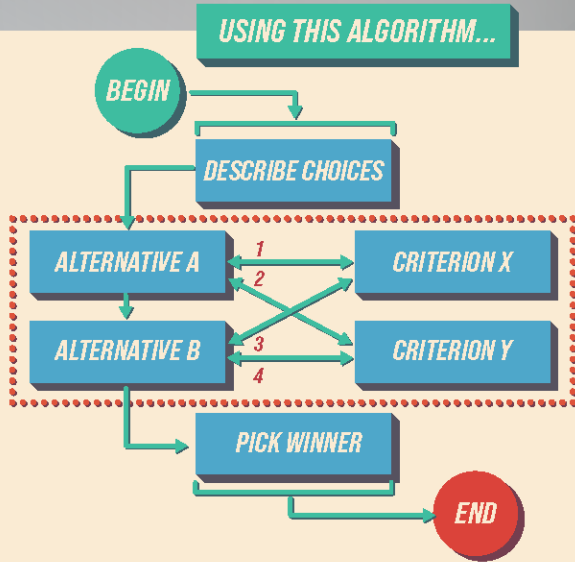 USING THIS ALGORITHM...
BEGIN
DESCRIBE CHOICES
ALTERNATIVE A
1
2
CRITERION X
ALTERNATIVE B
3
4
CRITERION Y
PICK WINNER
END